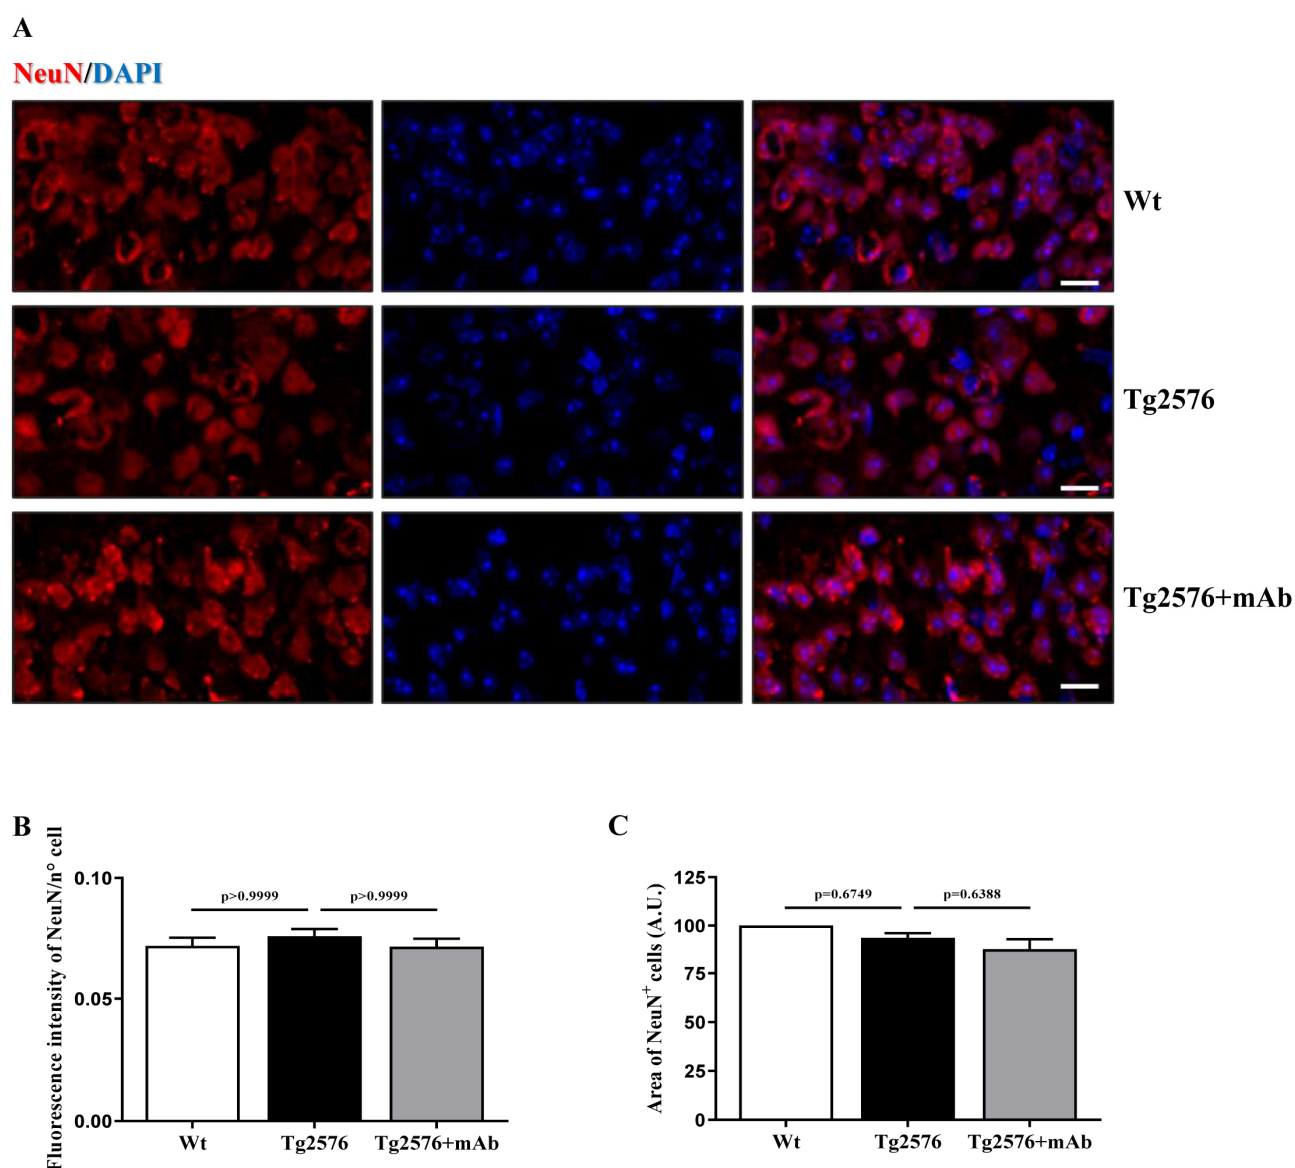 A
NeuN/DAPI
Wt
Tg2576
Tg2576+mAb
B
Fluorescence intensity of NeuN/n° cell
0.10
0.05
0.00
p>0.9999
p>0.9999
Wt
Tg2576
Tg2576+mAb
C
Area of NeuN⁺ cells (A.U.)
125
100
75
50
25
0
p=0.6749
p=0.6388
Wt
Tg2576
Tg2576+mAb